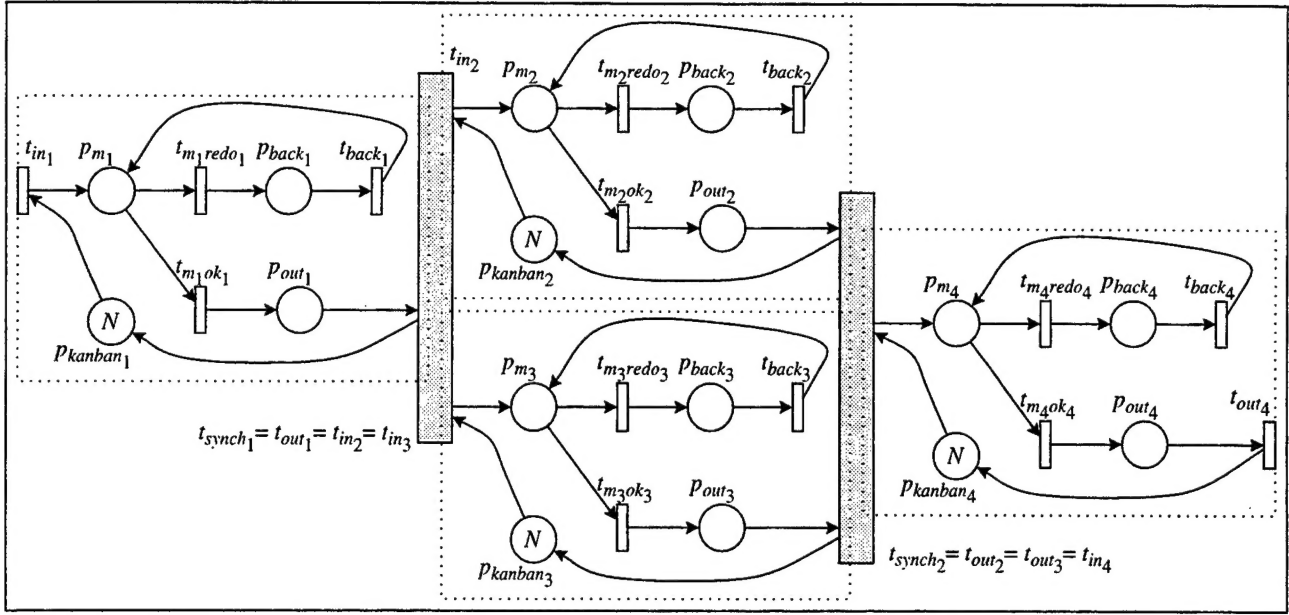 t_in1
p_m1
t_m1redo1
p_back1
t_back1
t_m1ok1
p_out1
N
p_kanban1
t_synch1 = t_out1 = t_in2 = t_in3
t_in2
p_m2
t_m2redo2
p_back2
t_back2
t_m2ok2
p_out2
N
p_kanban2
p_m3
t_m3redo3
p_back3
t_back3
t_m3ok3
p_out3
N
p_kanban3
p_m4
t_m4redo4
p_back4
t_back4
t_m4ok4
p_out4
t_out4
N
p_kanban4
t_synch2 = t_out2 = t_out3 = t_in4